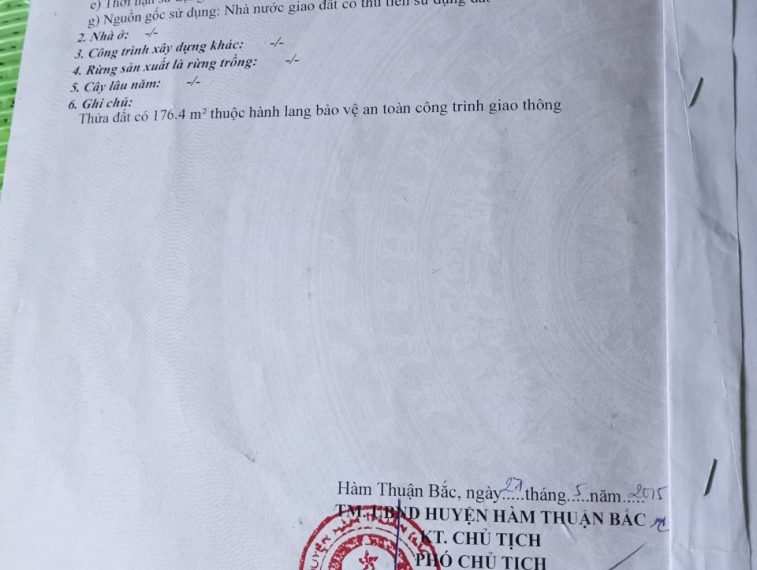 e) Thời hạn sử
g) Nguồn gốc sử dụng: Nhà nước giao đất có thu tiền sử dụng đất
2. Nhà ở: -/-
3. Công trình xây dựng khác: -/-
4. Rừng sản xuất là rừng trồng: -/-
5. Cây lâu năm: -/-
6. Ghi chú:
Thửa đất có 176.4 m² thuộc hành lang bảo vệ an toàn công trình giao thông
Hàm Thuận Bắc, ngày 27 tháng 5 năm 2015
TM. UBND HUYỆN HÀM THUẬN BẮC
KT. CHỦ TỊCH
PHÓ CHỦ TỊCH